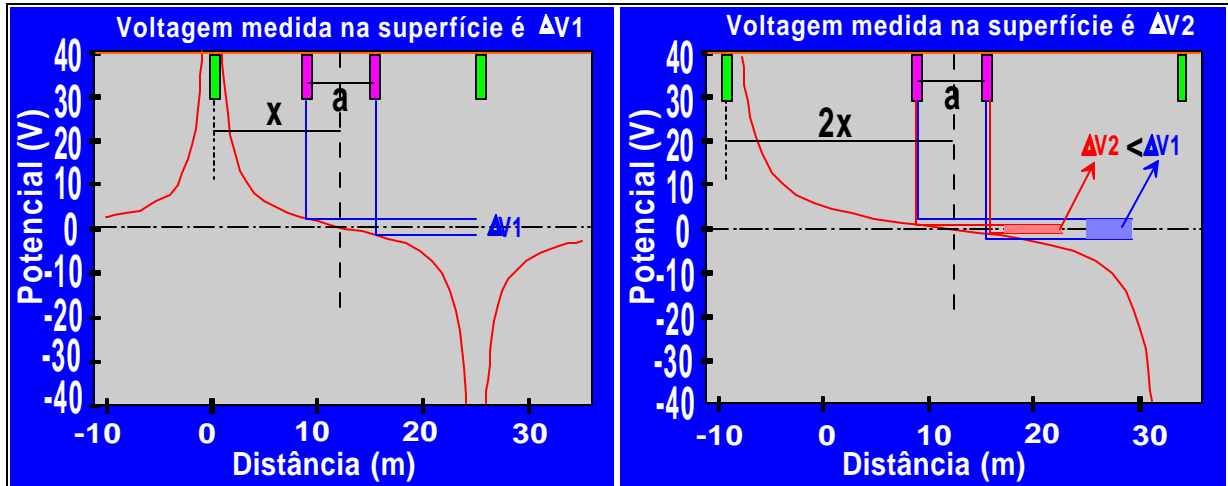 Voltagem medida na superfície é ΔV1
Potencial (V)
40
30
20
10
0
-10
-20
-30
-40
x
a
ΔV1
-10 0 10 20 30
Distância (m)
Voltagem medida na superfície é ΔV2
Potencial (V)
40
30
20
10
0
-10
-20
-30
-40
a
2x
ΔV2 < ΔV1
-10 0 10 20 30
Distância (m)